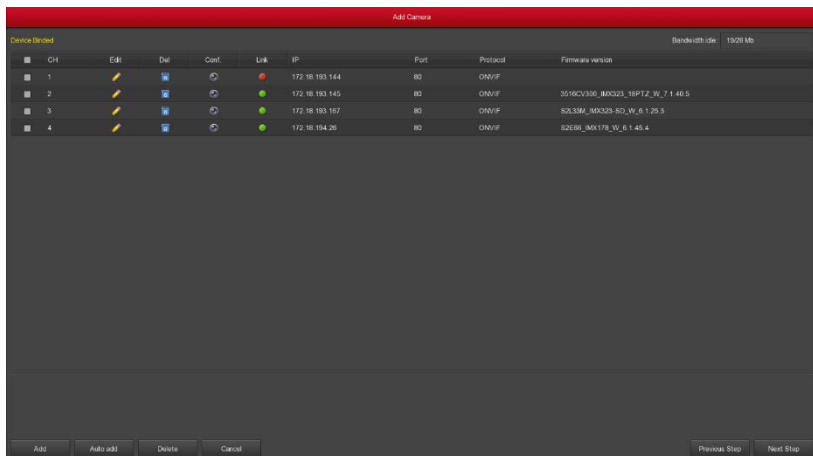 Add Camera
Device Binded Bandwidth idle: 19/28 Mb
CH Edit Del Conf. Link IP Port Protocol Firmware version
1 172.18.193.144 80 ONVIF
2 172.18.193.145 80 ONVIF 3516CV300_IMX323_18PTZ_W_7.1.40.5
3 172.18.193.167 80 ONVIF S2L33M_IMX323-SD_W_6.1.25.3
4 172.18.194.26 80 ONVIF S2E66_IMX178_W_6.1.45.4
Add Auto add Delete Cancel Previous Step Next Step